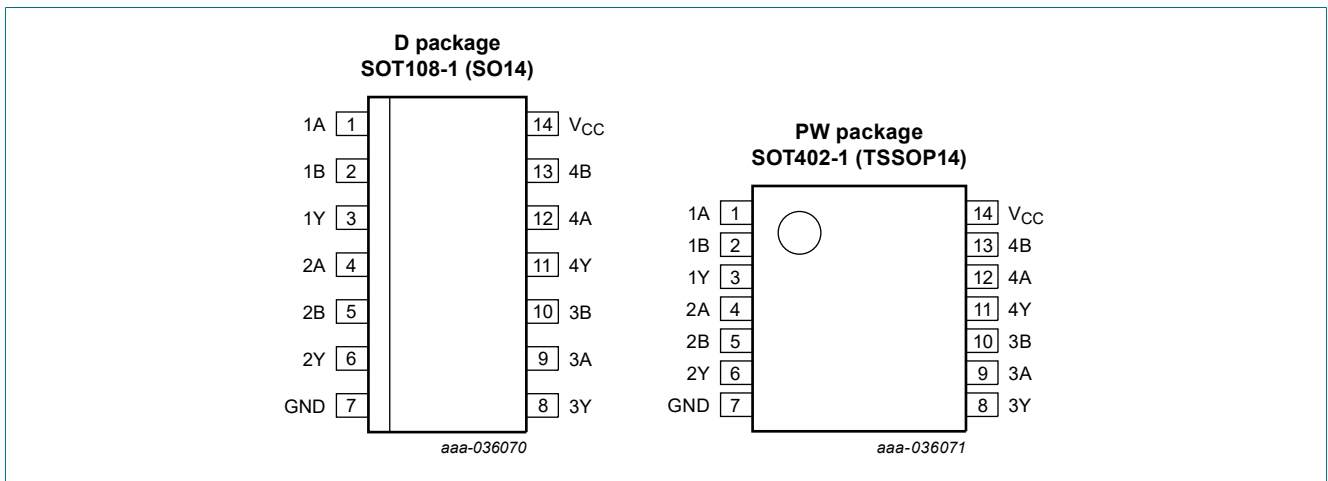 D package
SOT108-1 (SO14)
1A 1 14 VCC
1B 2 13 4B
1Y 3 12 4A
2A 4 11 4Y
2B 5 10 3B
2Y 6 9 3A
GND 7 8 3Y
aaa-036070
PW package
SOT402-1 (TSSOP14)
1A 1 14 VCC
1B 2 13 4B
1Y 3 12 4A
2A 4 11 4Y
2B 5 10 3B
2Y 6 9 3A
GND 7 8 3Y
aaa-036071